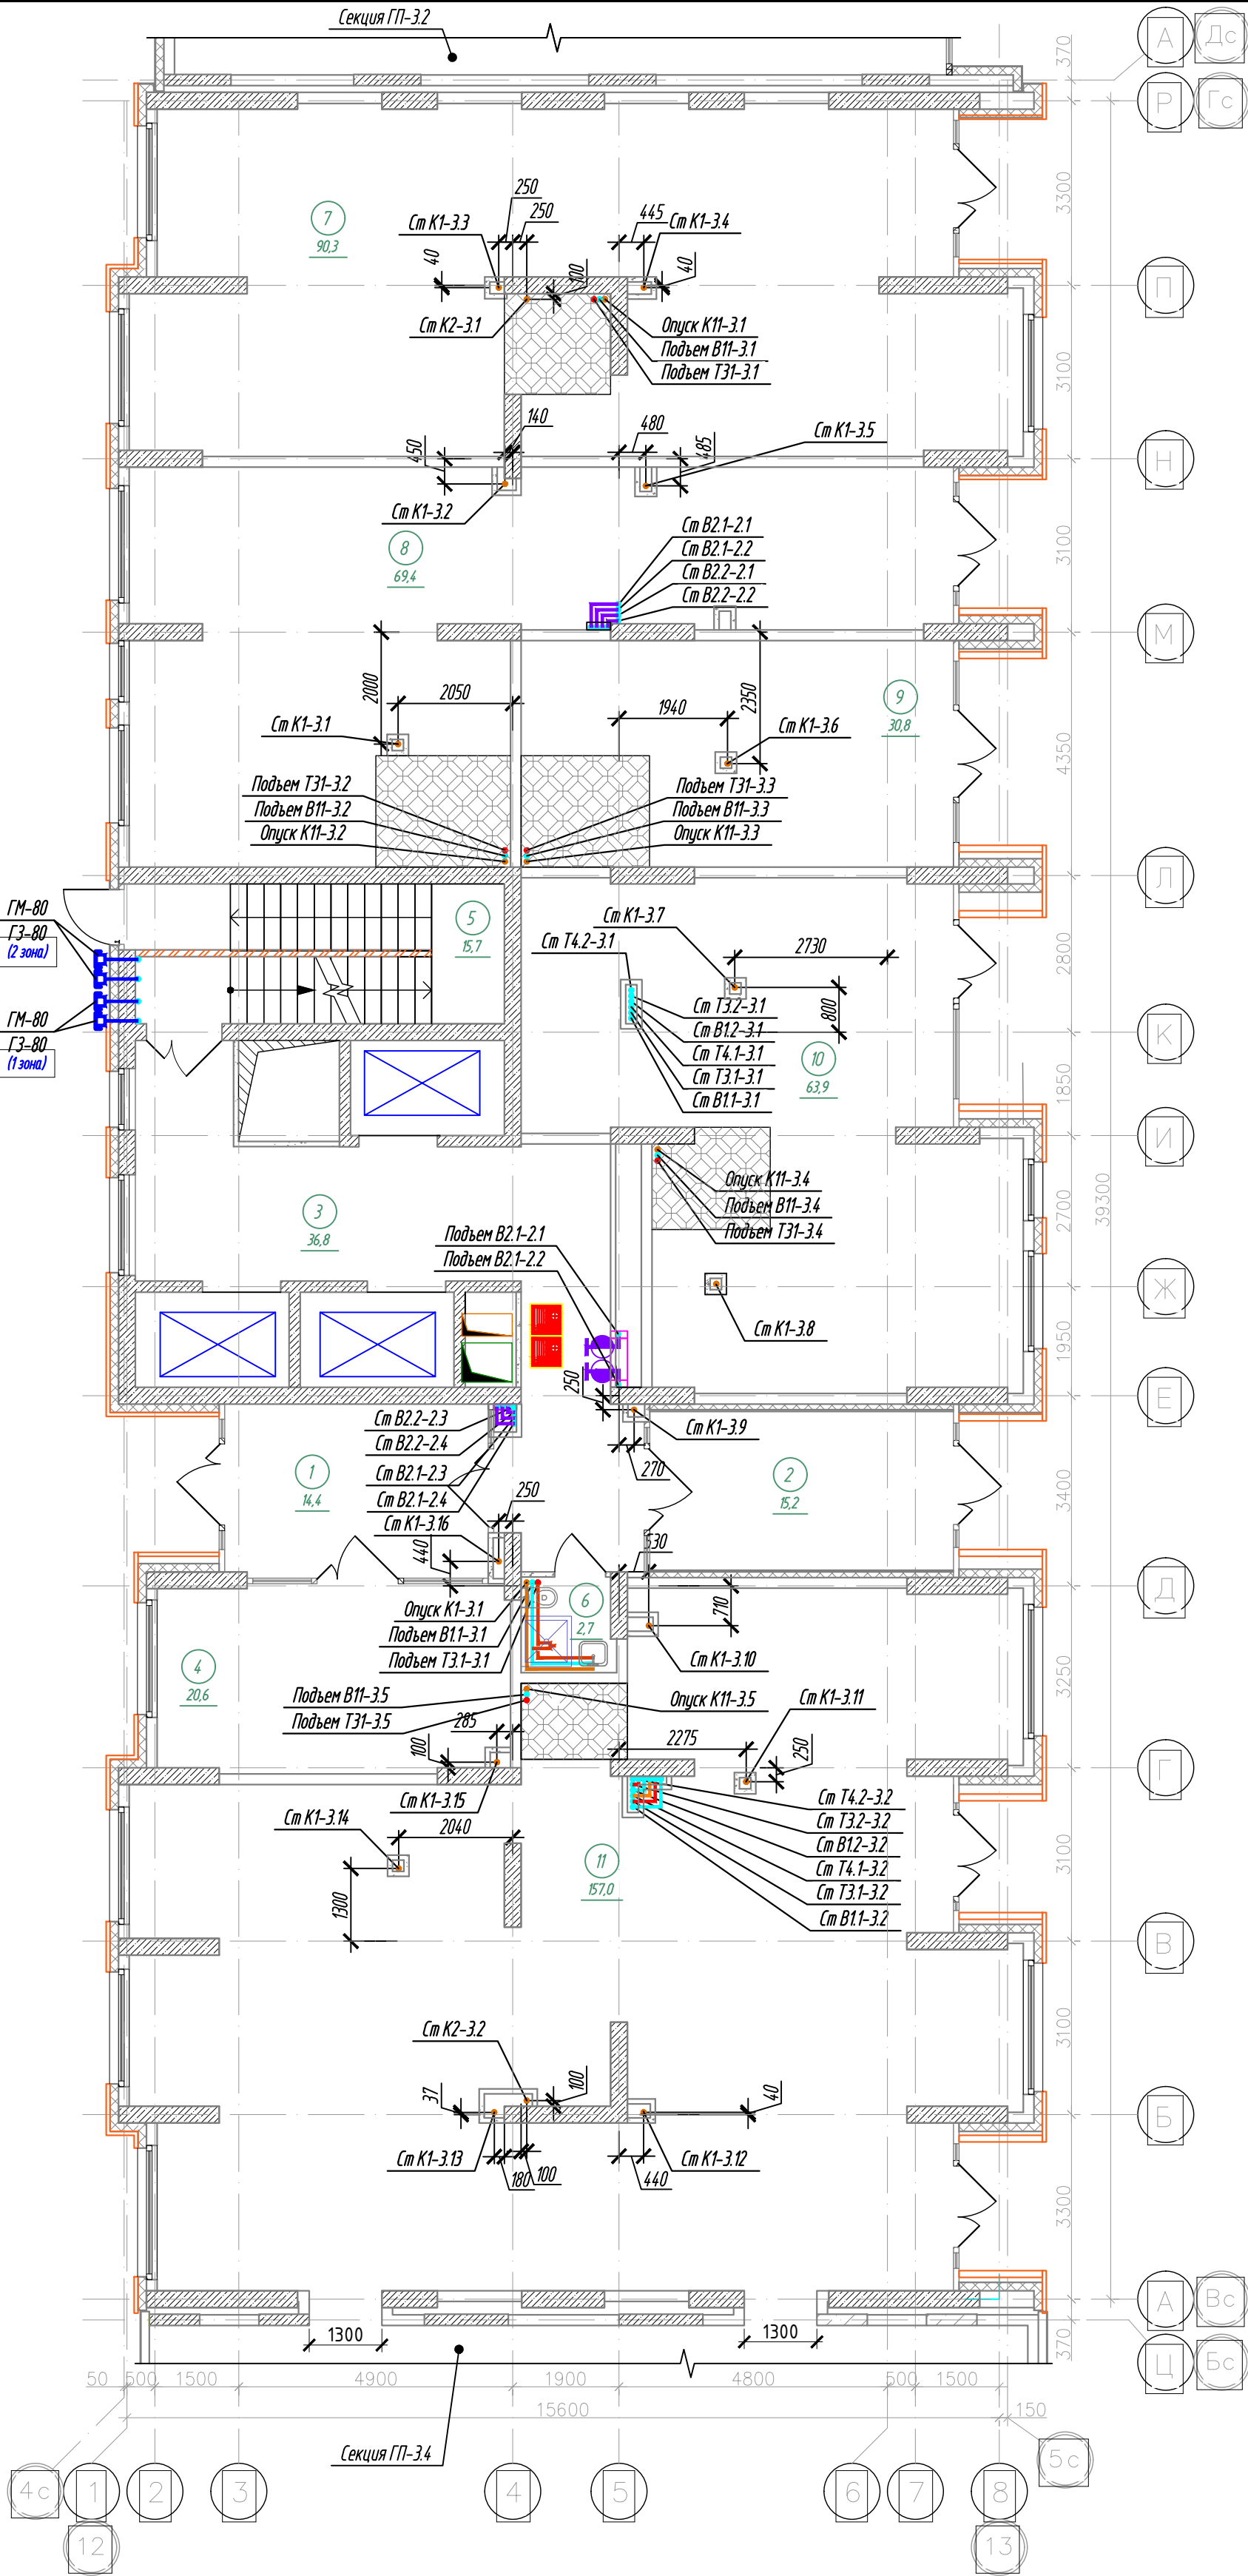 Секция ГП-3.2
А Дс
370
Р Гс
3300
250
250
445
Ст К1-3.3
Ст К1-3.4
7
90,3
40
100
40
П
Ст К2-3.1
Опуск К11-3.1
Подъем В11-3.1
Подъем Т31-3.1
3100
140
480
450
485
Ст К1-3.5
Н
Ст К1-3.2
8
69,4
Ст В2.1-2.1
Ст В2.1-2.2
Ст В2.2-2.1
Ст В2.2-2.2
3100
М
2000
2050
1940
2350
9
30,8
Ст К1-3.1
Ст К1-3.6
4350
Подъем Т31-3.2
Подъем В11-3.2
Опуск К11-3.2
Подъем Т31-3.3
Подъем В11-3.3
Опуск К11-3.3
Л
ГМ-80
ГЗ-80
(2 зона)
5
15,7
Ст К1-3.7
Ст Т4.2-3.1
2730
2800
800
ГМ-80
ГЗ-80
(1 зона)
Ст Т3.2-3.1
Ст В1.2-3.1
Ст Т4.1-3.1
Ст Т3.1-3.1
Ст В1.1-3.1
10
63,9
К
1850
И
Опуск К11-3.4
Подъем В11-3.4
Подъем Т31-3.4
2700
39300
3
36,8
Подъем В2.1-2.1
Подъем В2.1-2.2
Ж
Ст К1-3.8
1950
250
Е
Ст В2.2-2.3
Ст В2.2-2.4
Ст В2.1-2.3
Ст В2.1-2.4
Ст К1-3.9
270
1
14,4
2
15,2
250
3400
Ст К1-3.16
440
530
Д
710
Опуск К1-3.1
Подъем В1.1-3.1
Подъем Т3.1-3.1
6
2,7
Ст К1-3.10
4
20,6
3250
Подъем В11-3.5
Подъем Т31-3.5
Опуск К11-3.5
Ст К1-3.11
285
2275
100
250
Г
Ст К1-3.15
Ст К1-3.14
2040
1300
Ст Т4.2-3.2
Ст Т3.2-3.2
Ст В1.2-3.2
Ст Т4.1-3.2
Ст Т3.1-3.2
Ст В1.1-3.2
11
157,0
3100
В
3100
Ст К2-3.2
37
100
40
Б
Ст К1-3.13
180
100
Ст К1-3.12
440
3300
А Вс
1300
1300
370
Ц Бс
50 500 1500 4900 1900 4800 500 1500
15600
150
Секция ГП-3.4
4с 1 2 3 4 5 6 7 8 5с
12 13